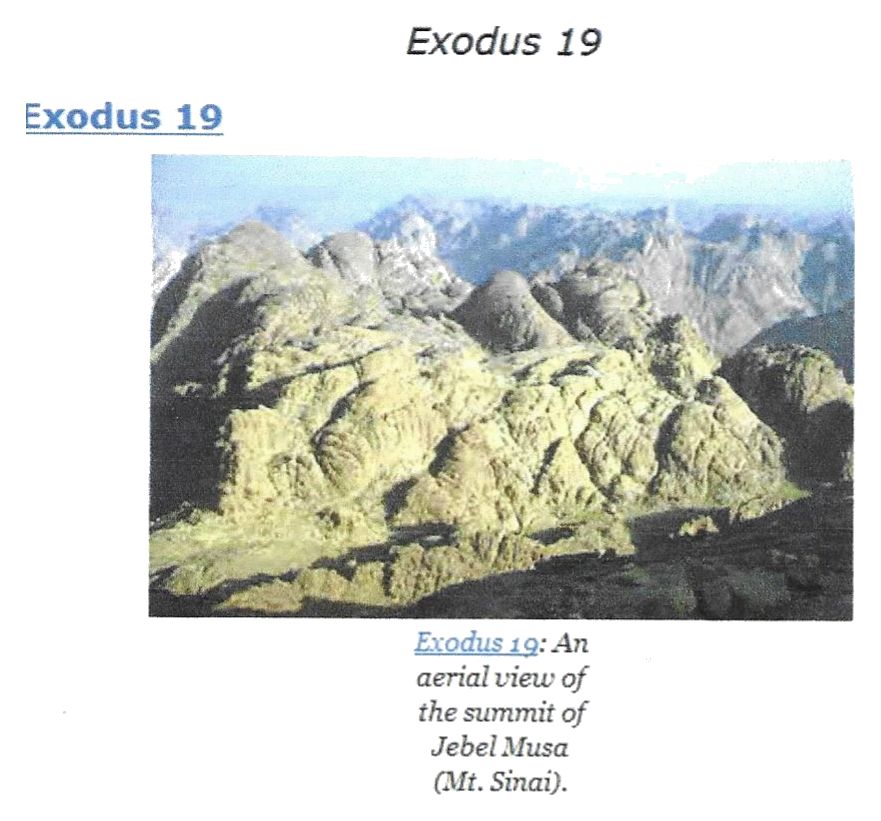 Exodus 19
Exodus 19
Exodus 19: An
aerial view of
the summit of
Jebel Musa
(Mt. Sinai).